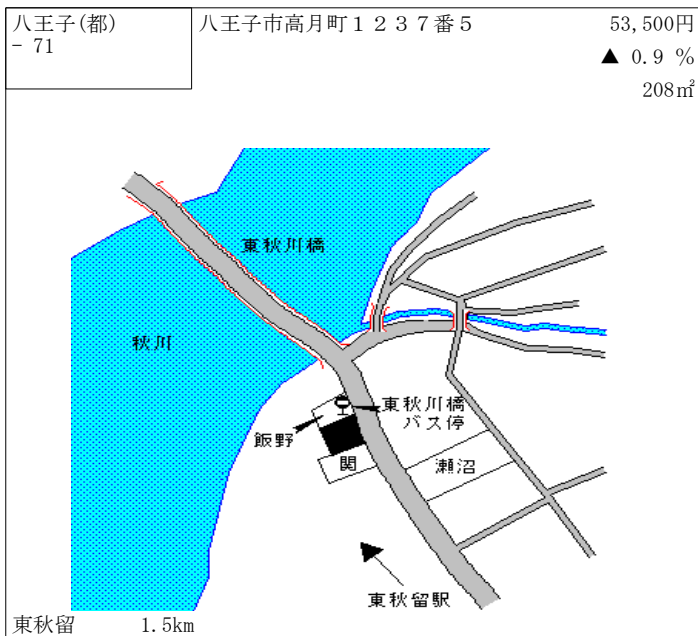 八王子(都)
- 71
八王子市高月町１２３７番５
53,500円
▲ 0.9 %
208㎡
東秋川橋
秋川
東秋川橋
バス停
飯野
関
瀬沼
東秋留駅
東秋留 1.5km